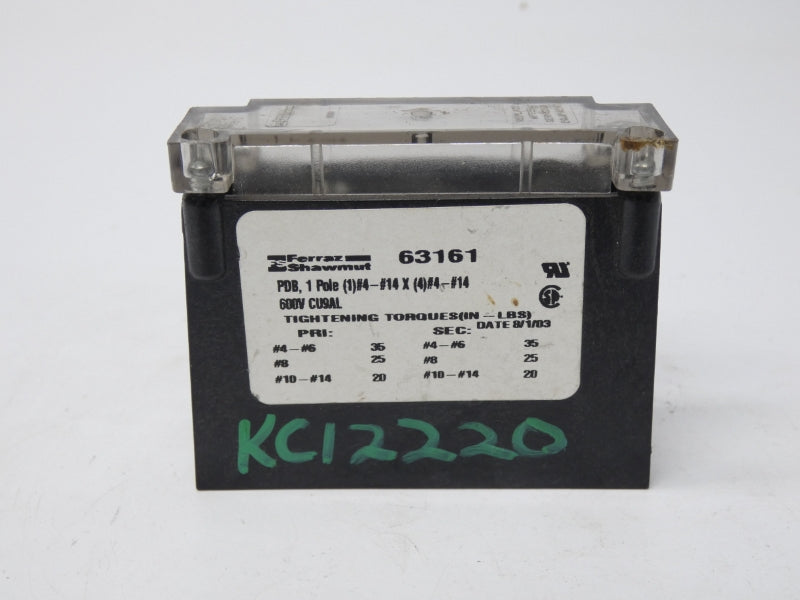 Ferraz Shawmut 63161
PDB, 1 Pole (1)#4-#14 X (4)#4-#14
600V CU9AL
TIGHTENING TORQUES(IN-LBS)
PRI: SEC: DATE 8/1/03
#4-#6 35 #4-#6 35
#8 25 #8 25
#10-#14 20 #10-#14 20
KC12220